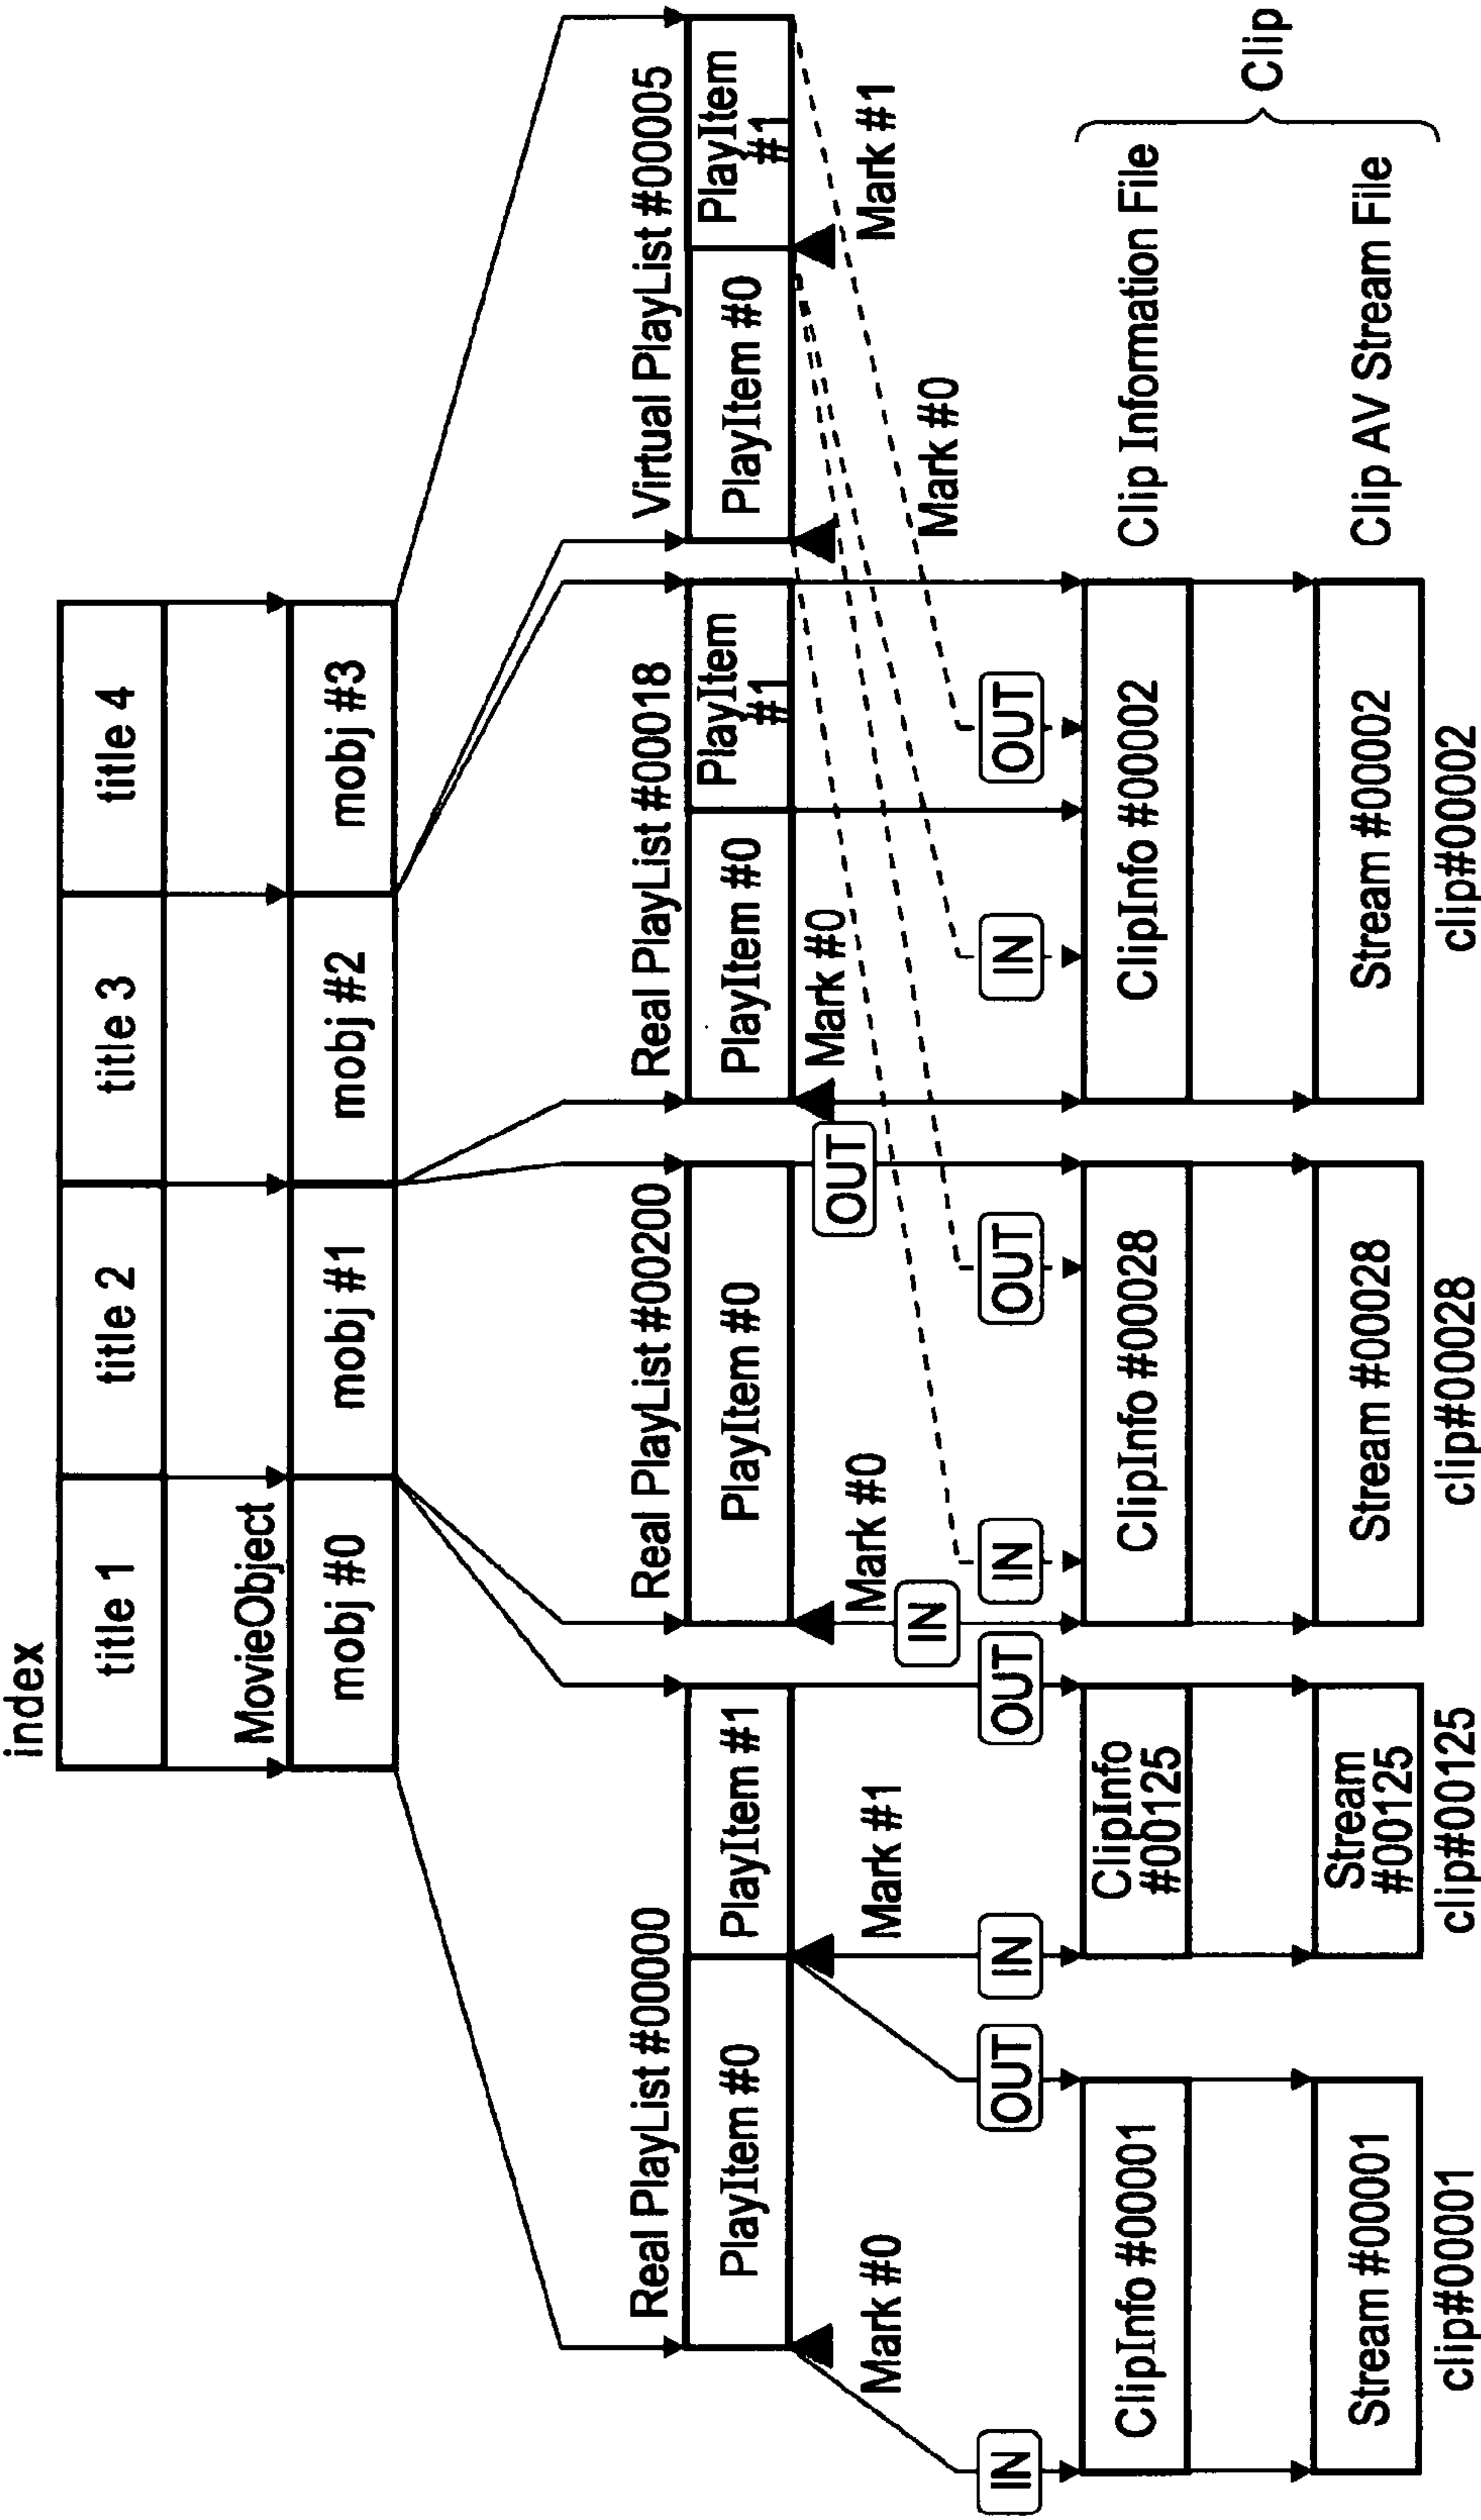 index
title 1
title 2
title 3
title 4
MovieObject
mobj #0
mobj #1
mobj #2
mobj #3
Real PlayList #00000
Real PlayList #00200
Real PlayList #00018
Virtual PlayList #00005
PlayItem #0
PlayItem #1
PlayItem #0
PlayItem #0
PlayItem
#1
PlayItem #0
PlayItem
#1
Mark #0
Mark #1
Mark #0
Mark #0
Mark #0
Mark #1
OUT
IN
IN
OUT
IN
OUT
IN
OUT
IN
OUT
ClipInfo #00001
ClipInfo
#00125
ClipInfo #00028
ClipInfo #00002
Clip Information File
Stream #00001
Stream
#00125
Stream #00028
Stream #00002
Clip AV Stream File
Clip
clip#00001
clip#00125
clip#00028
clip#00002